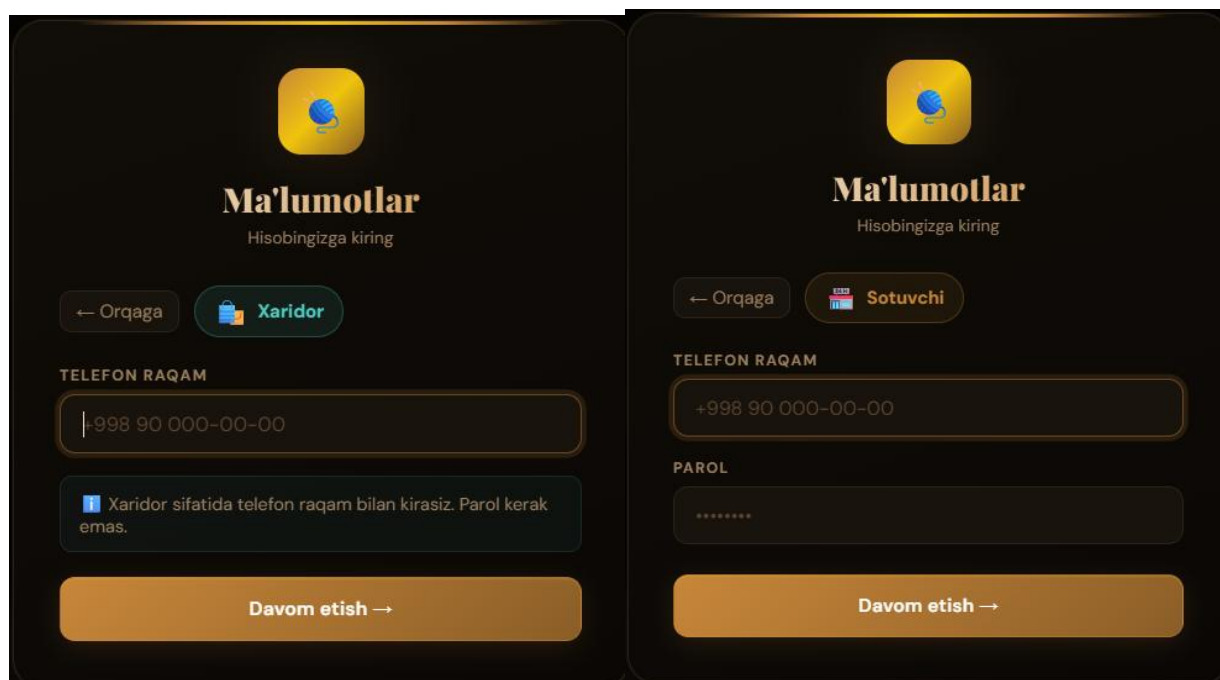 Ma'lumotlar
Hisobingizga kiring
← Orqaga
Xaridor
TELEFON RAQAM
+998 90 000-00-00
Xaridor sifatida telefon raqam bilan kirasiz. Parol kerak
emas.
Davom etish →
Ma'lumotlar
Hisobingizga kiring
← Orqaga
Sotuvchi
TELEFON RAQAM
+998 90 000-00-00
PAROL
••••••••
Davom etish →